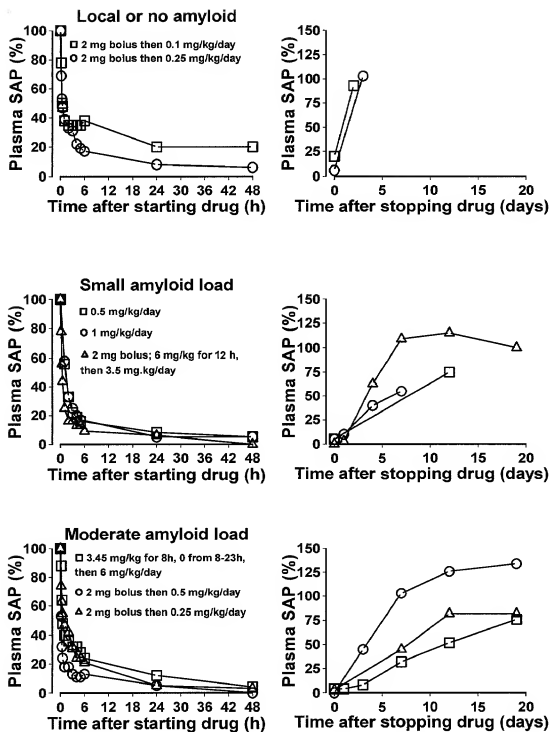 Local or no amyloid
Plasma SAP (%)
100
80
60
40
20
0
2 mg bolus then 0.1 mg/kg/day
2 mg bolus then 0.25 mg/kg/day
0 6 12 18 24 30 36 42 48
Time after starting drug (h)
Plasma SAP (%)
150
125
100
75
50
25
0
0 5 10 15 20
Time after stopping drug (days)
Small amyloid load
Plasma SAP (%)
100
80
60
40
20
0
0.5 mg/kg/day
1 mg/kg/day
2 mg bolus; 6 mg/kg for 12 h,
then 3.5 mg.kg/day
0 6 12 18 24 30 36 42 48
Time after starting drug (h)
Plasma SAP (%)
150
125
100
75
50
25
0
0 5 10 15 20
Time after stopping drug (days)
Moderate amyloid load
Plasma SAP (%)
100
80
60
40
20
0
3.45 mg/kg for 8h, 0 from 8-23h,
then 6 mg/kg/day
2 mg bolus then 0.5 mg/kg/day
2 mg bolus then 0.25 mg/kg/day
0 6 12 18 24 30 36 42 48
Time after starting drug (h)
Plasma SAP (%)
150
125
100
75
50
25
0
0 5 10 15 20
Time after stopping drug (days)